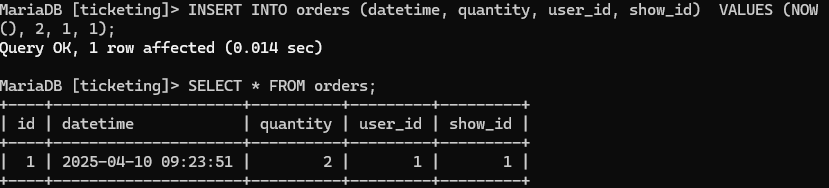 MariaDB [ticketing]> INSERT INTO orders (datetime, quantity, user_id, show_id)  VALUES (NOW
(), 2, 1, 1);
Query OK, 1 row affected (0.014 sec)

MariaDB [ticketing]> SELECT * FROM orders;
+----+---------------------+----------+---------+---------+
| id | datetime            | quantity | user_id | show_id |
+----+---------------------+----------+---------+---------+
|  1 | 2025-04-10 09:23:51 |        2 |       1 |       1 |
+----+---------------------+----------+---------+---------+